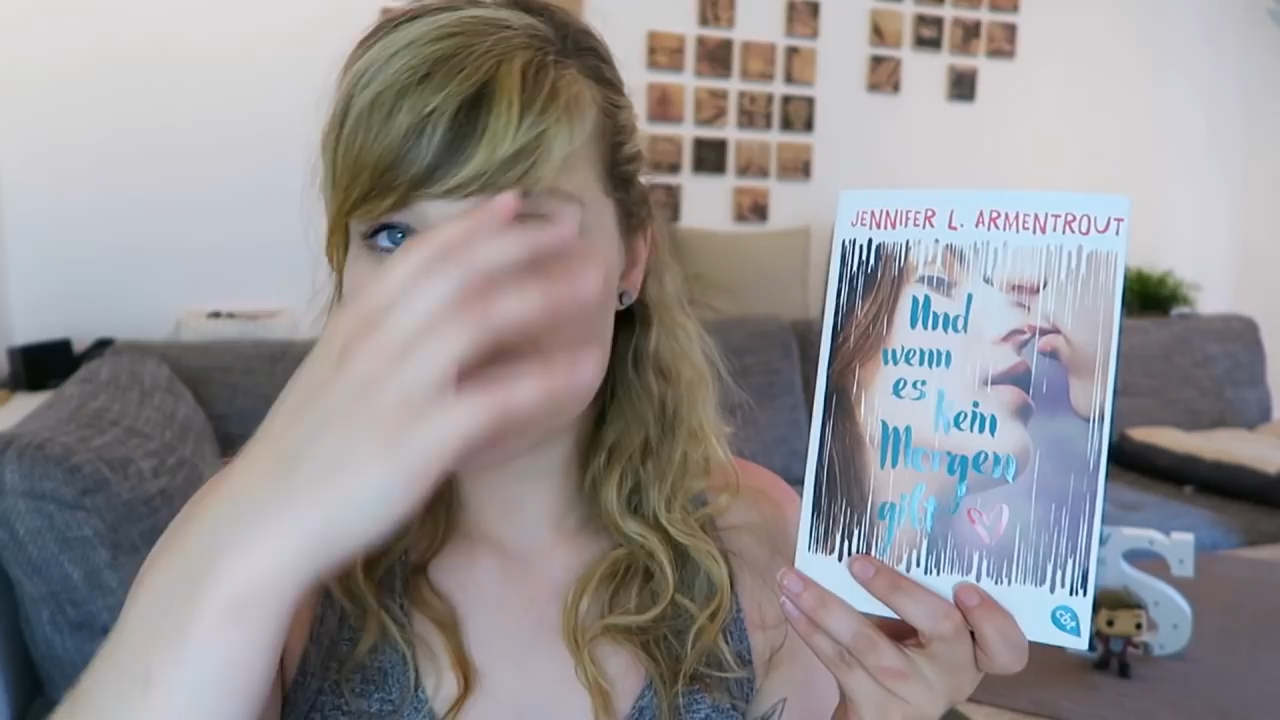 JENNIFER L. ARMENTROUT
Und
wenn
es
kein
Morgen
gibt
cbt
S